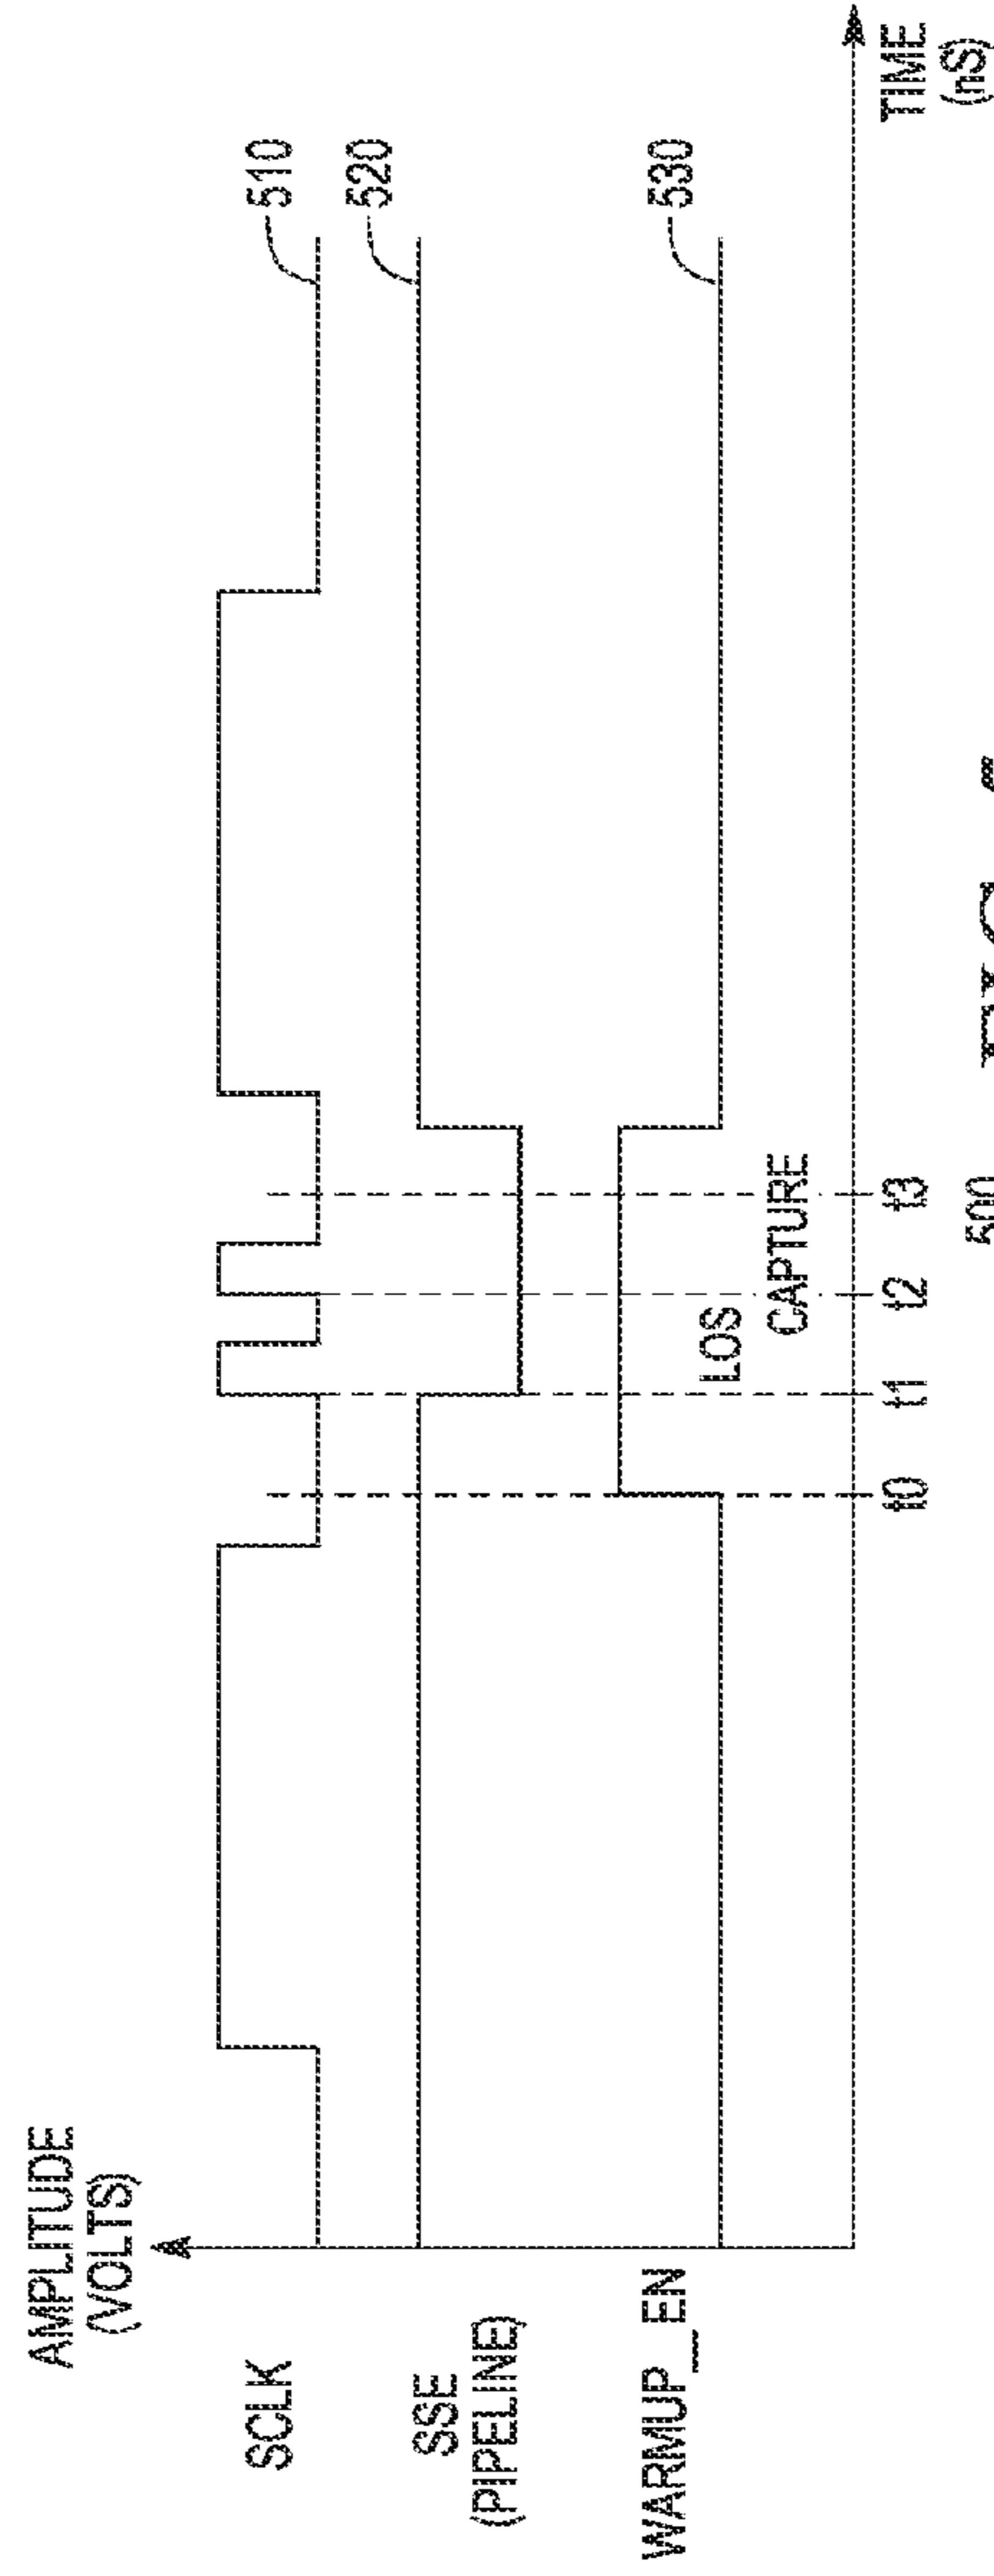 AMPLITUDE
(VOLTS)
SCLK
510
SSE
(PIPELINE)
520
WARMUP_EN
530
LOS
CAPTURE
t0
t1
t2
t3
TIME
(nS)
500